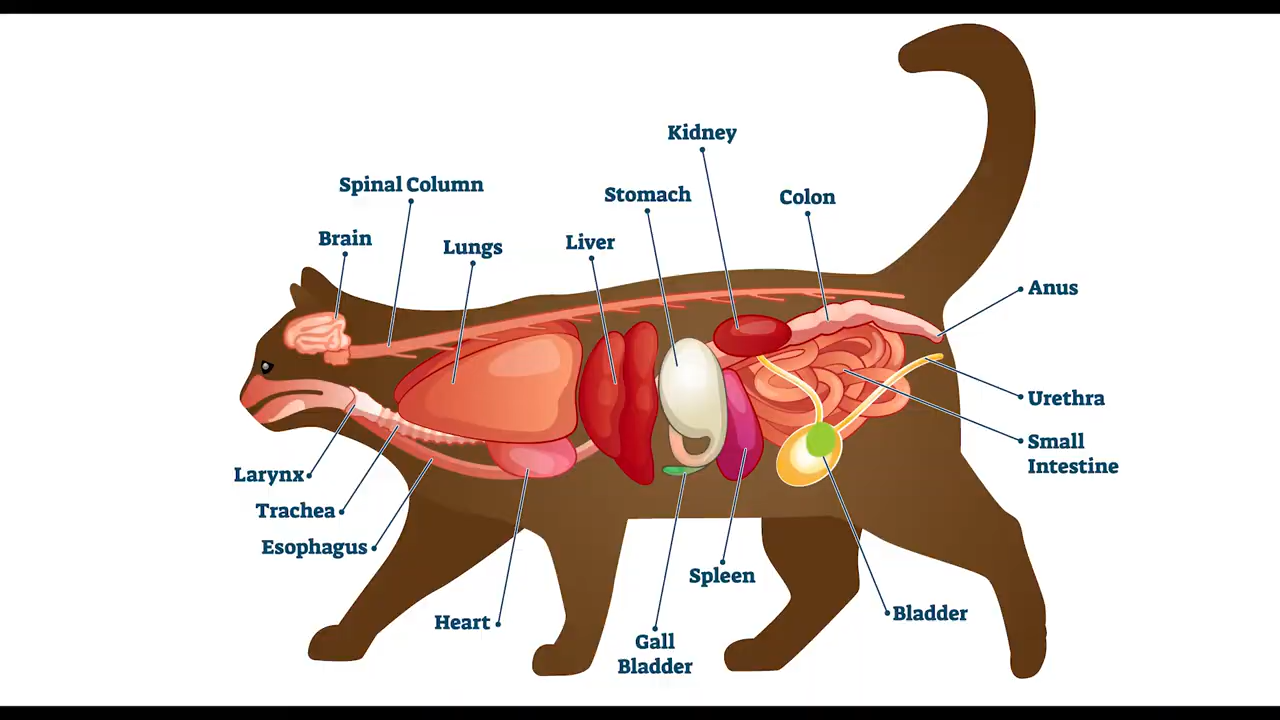 Kidney
Spinal Column
Stomach
Colon
Brain
Lungs
Liver
Anus
Urethra
Small
Intestine
Larynx
Trachea
Esophagus
Spleen
Heart
Gall
Bladder
Bladder